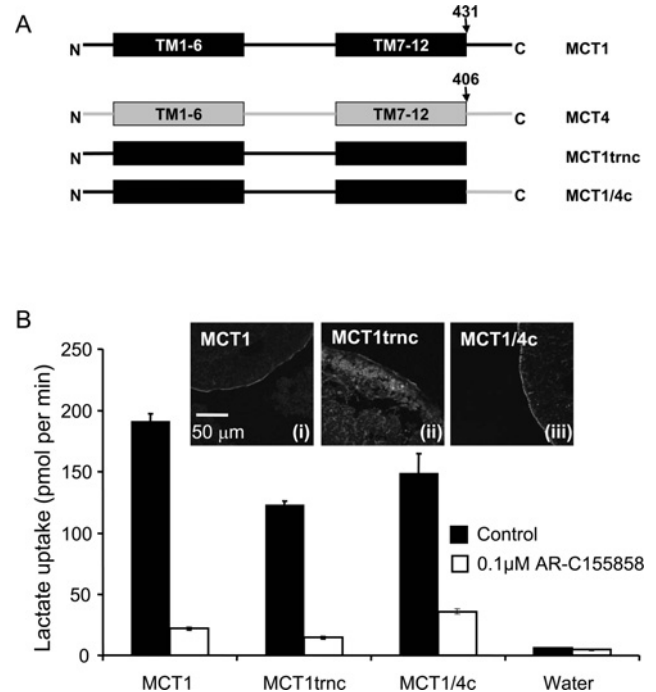 A
431
N TM1-6 TM7-12 C MCT1
406
N TM1-6 TM7-12 C MCT4
N MCT1trnc
N C MCT1/4c
B
MCT1 MCT1trnc MCT1/4c
50 μm (i) (ii) (iii)
Lactate uptake (pmol per min)
250
200
150
100
50
0
Control
0.1μM AR-C155858
MCT1 MCT1trnc MCT1/4c Water